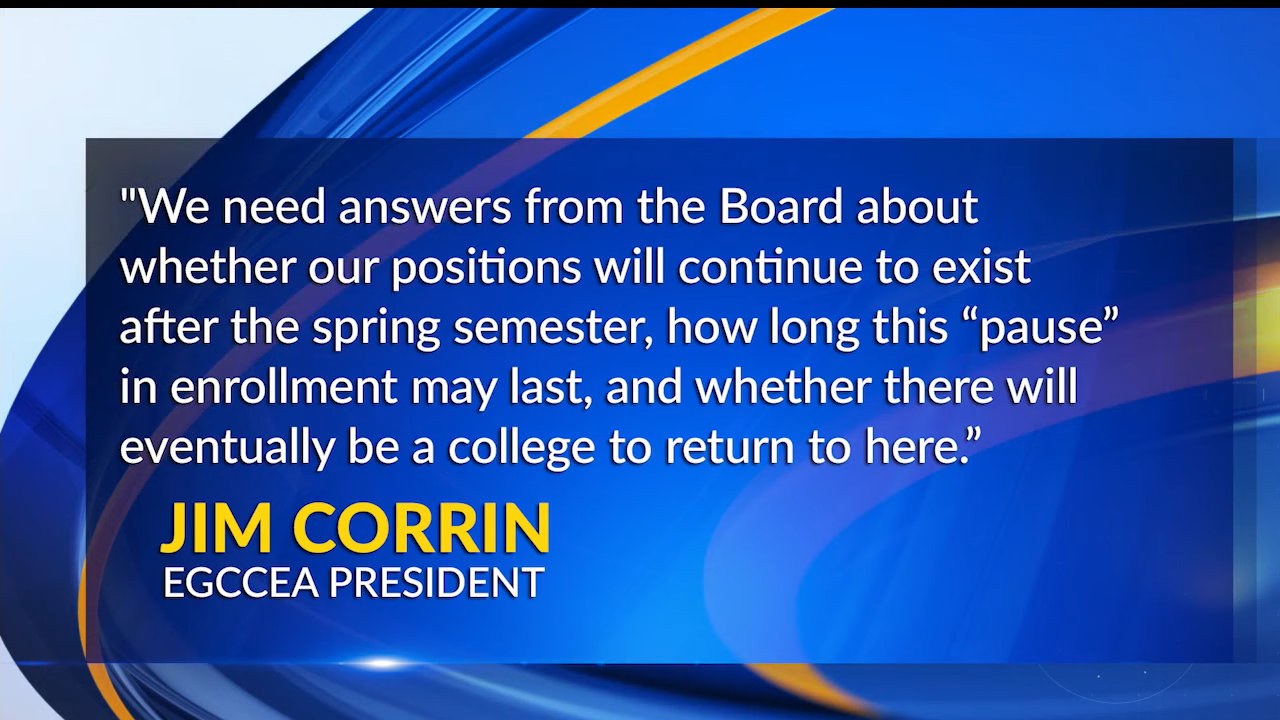 "We need answers from the Board about
whether our positions will continue to exist
after the spring semester, how long this “pause”
in enrollment may last, and whether there will
eventually be a college to return to here.”
JIM CORRIN
EGCCEA PRESIDENT